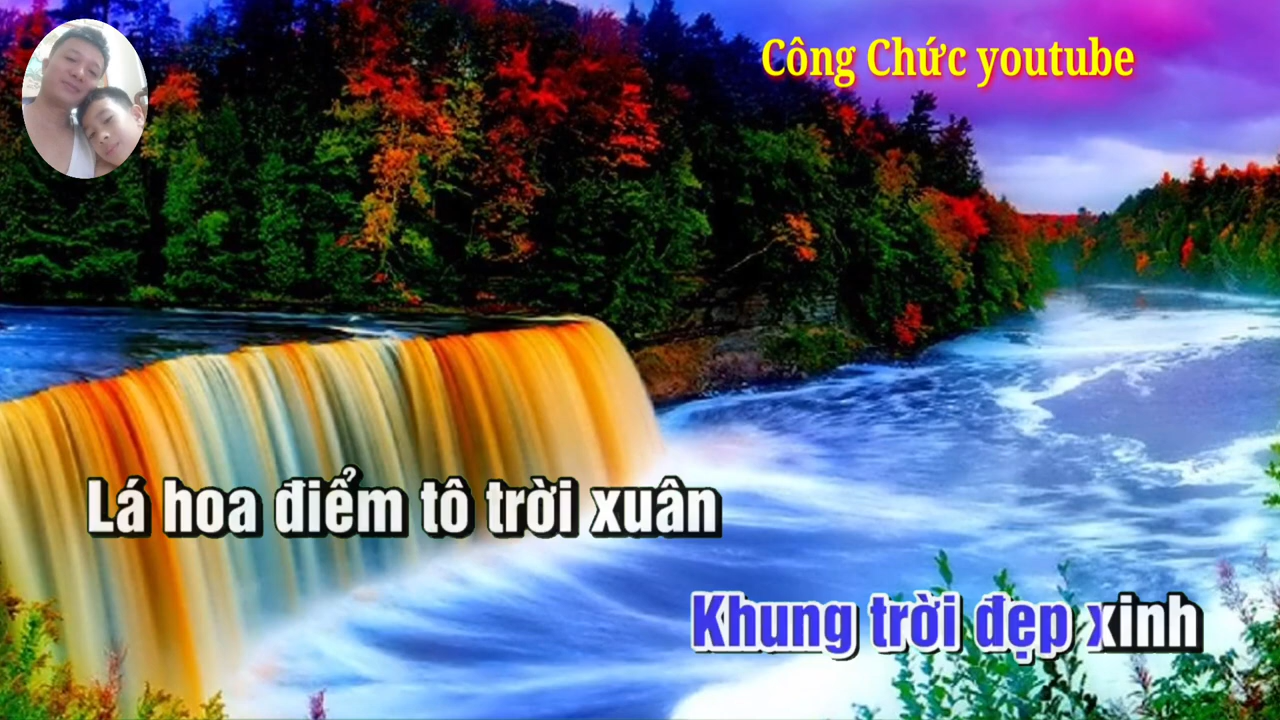 Công Chức youtube
Lá hoa điểm tô trời xuân
Khung trời đẹp xinh